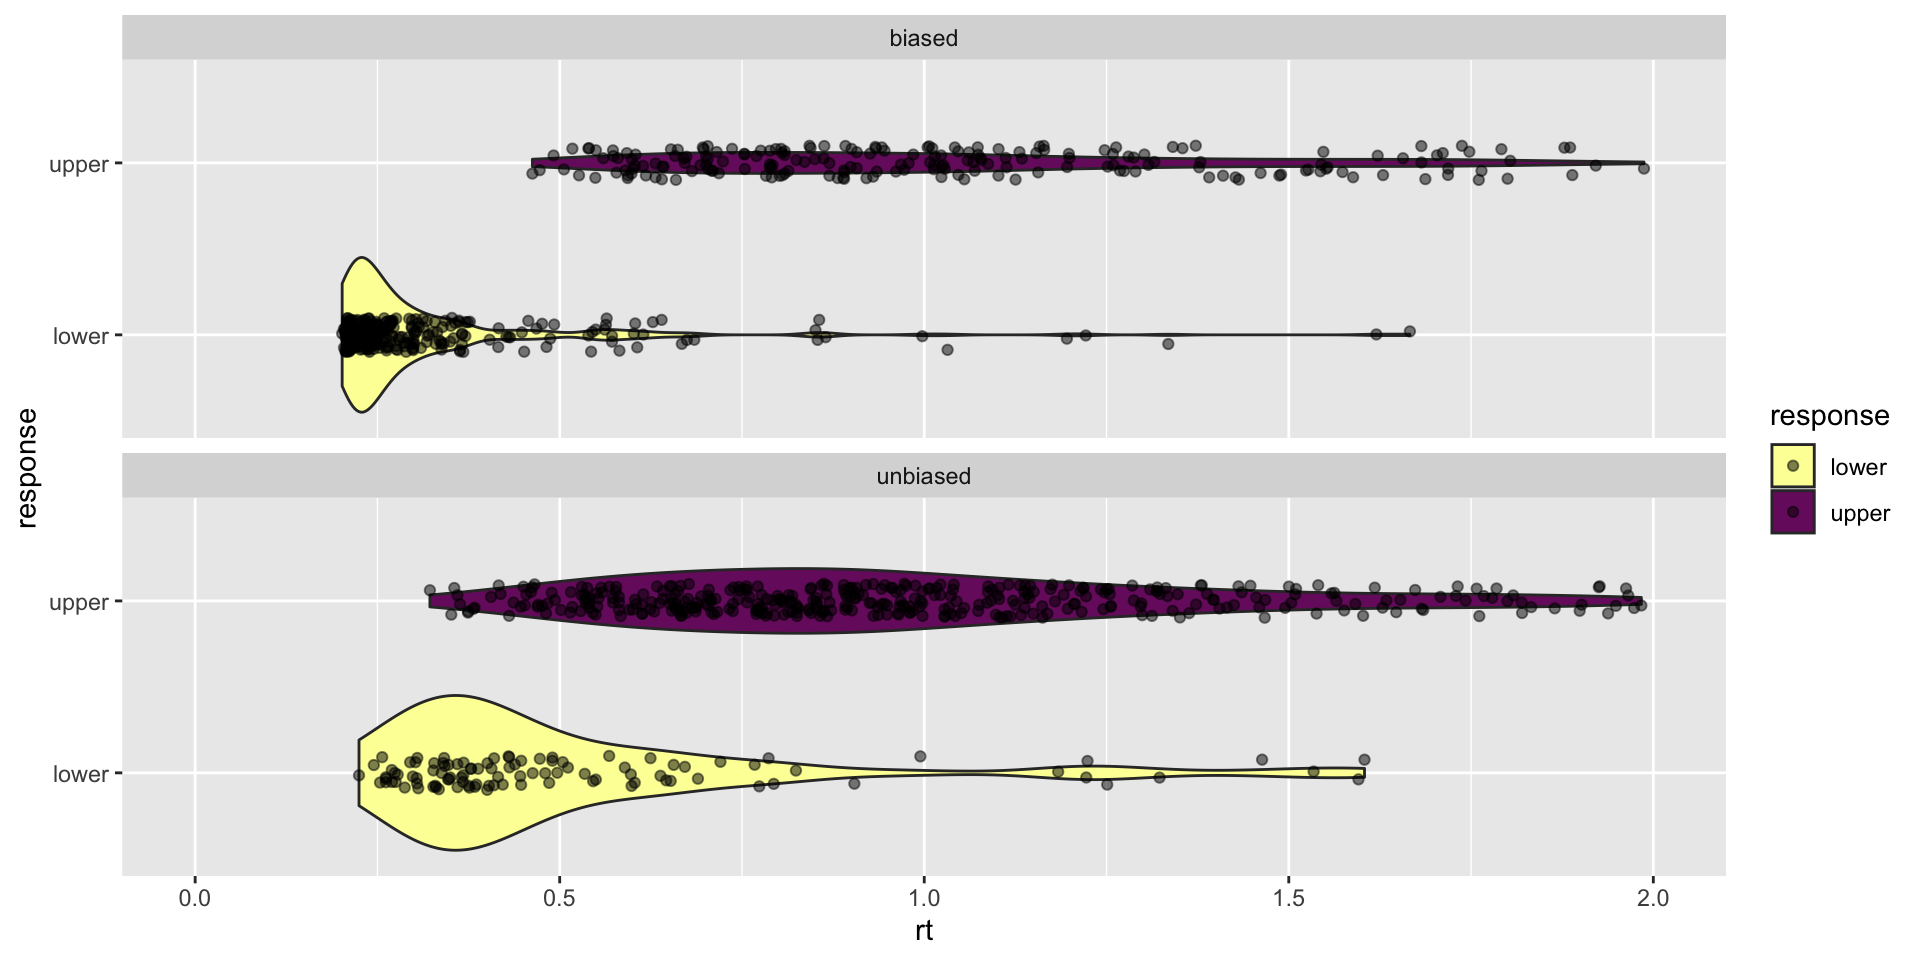 biased
upper
lower
unbiased
upper
lower
0.0 0.5 1.0 1.5 2.0
rt
response
response
lower
upper